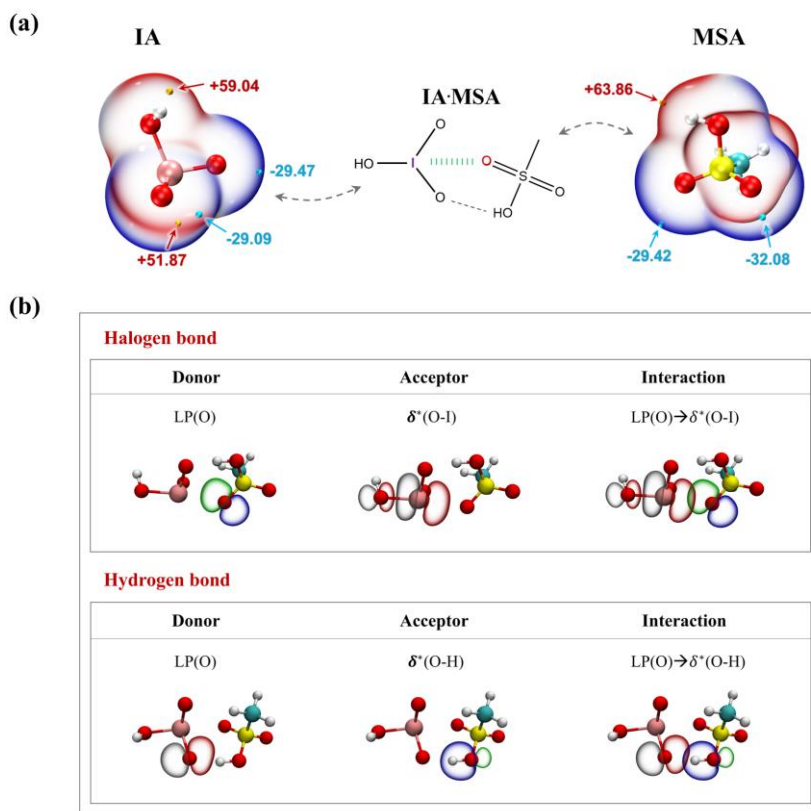 (a)
IA
MSA
IA·MSA
+59.04
-29.47
-29.09
+51.87
O
HO
I
O
O
S
O
HO
+63.86
-29.42
-32.08
(b)
Halogen bond
Donor Acceptor Interaction
LP(O) δ*(O-I) LP(O)→δ*(O-I)
Hydrogen bond
Donor Acceptor Interaction
LP(O) δ*(O-H) LP(O)→δ*(O-H)